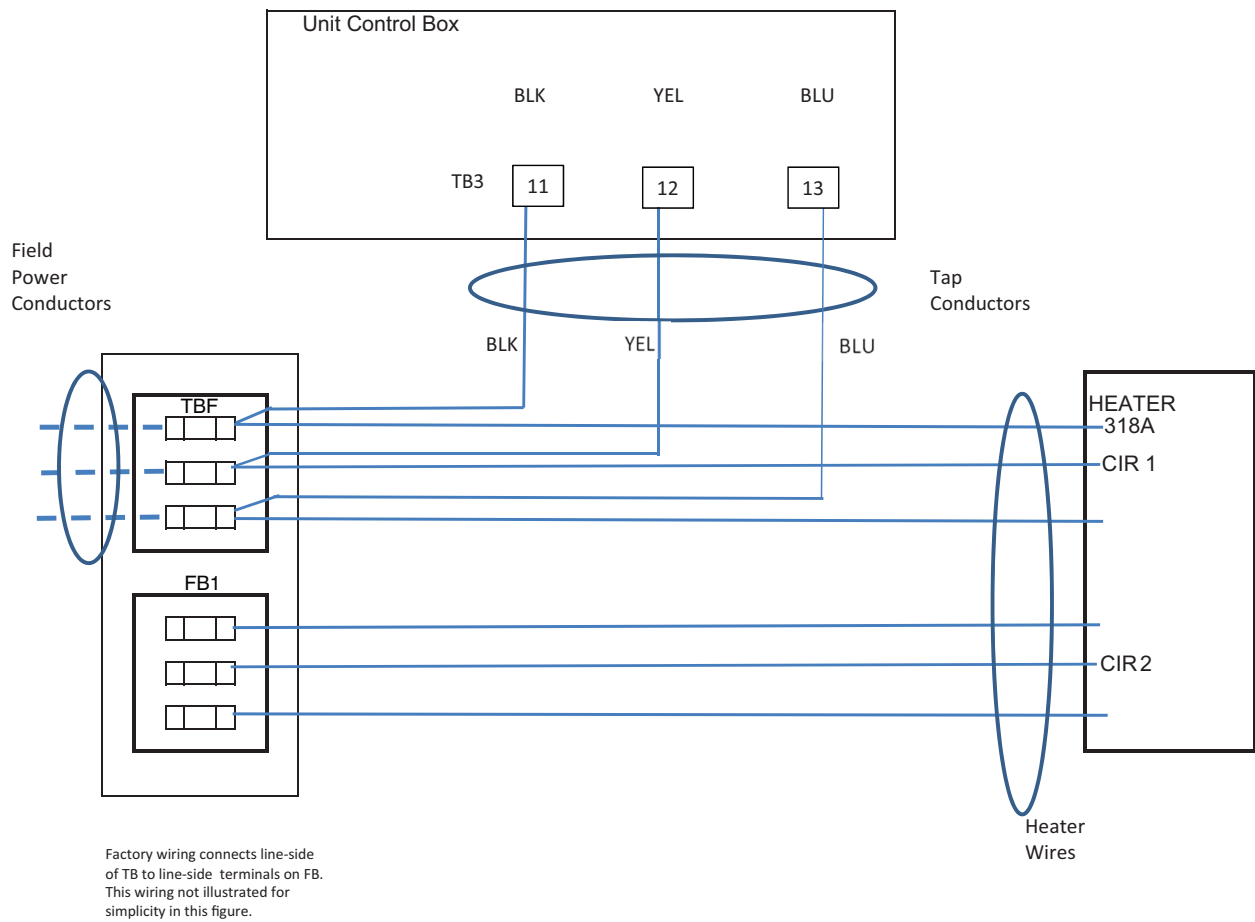 Unit Control Box
BLK YEL BLU
TB3 11 12 13
Field
Power
Conductors
Tap
Conductors
BLK YEL BLU
TBF
HEATER
318A
CIR 1
FB1
CIR 2
Heater
Wires
Factory wiring connects line-side
of TB to line-side terminals on FB.
This wiring not illustrated for
simplicity in this figure.